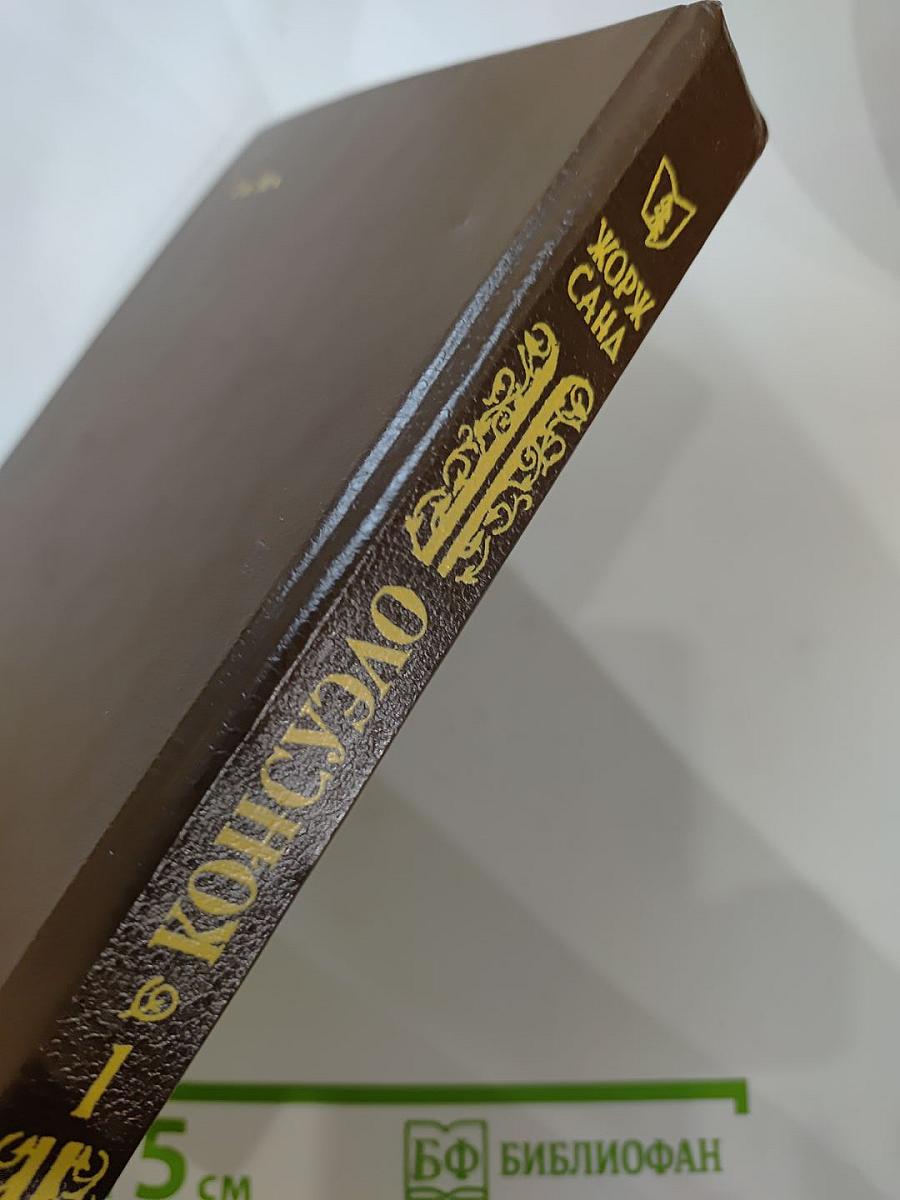 ЖОРЖ
САНД
КОНСУЭЛО
1
5 см
БФ БИБЛИОФАН